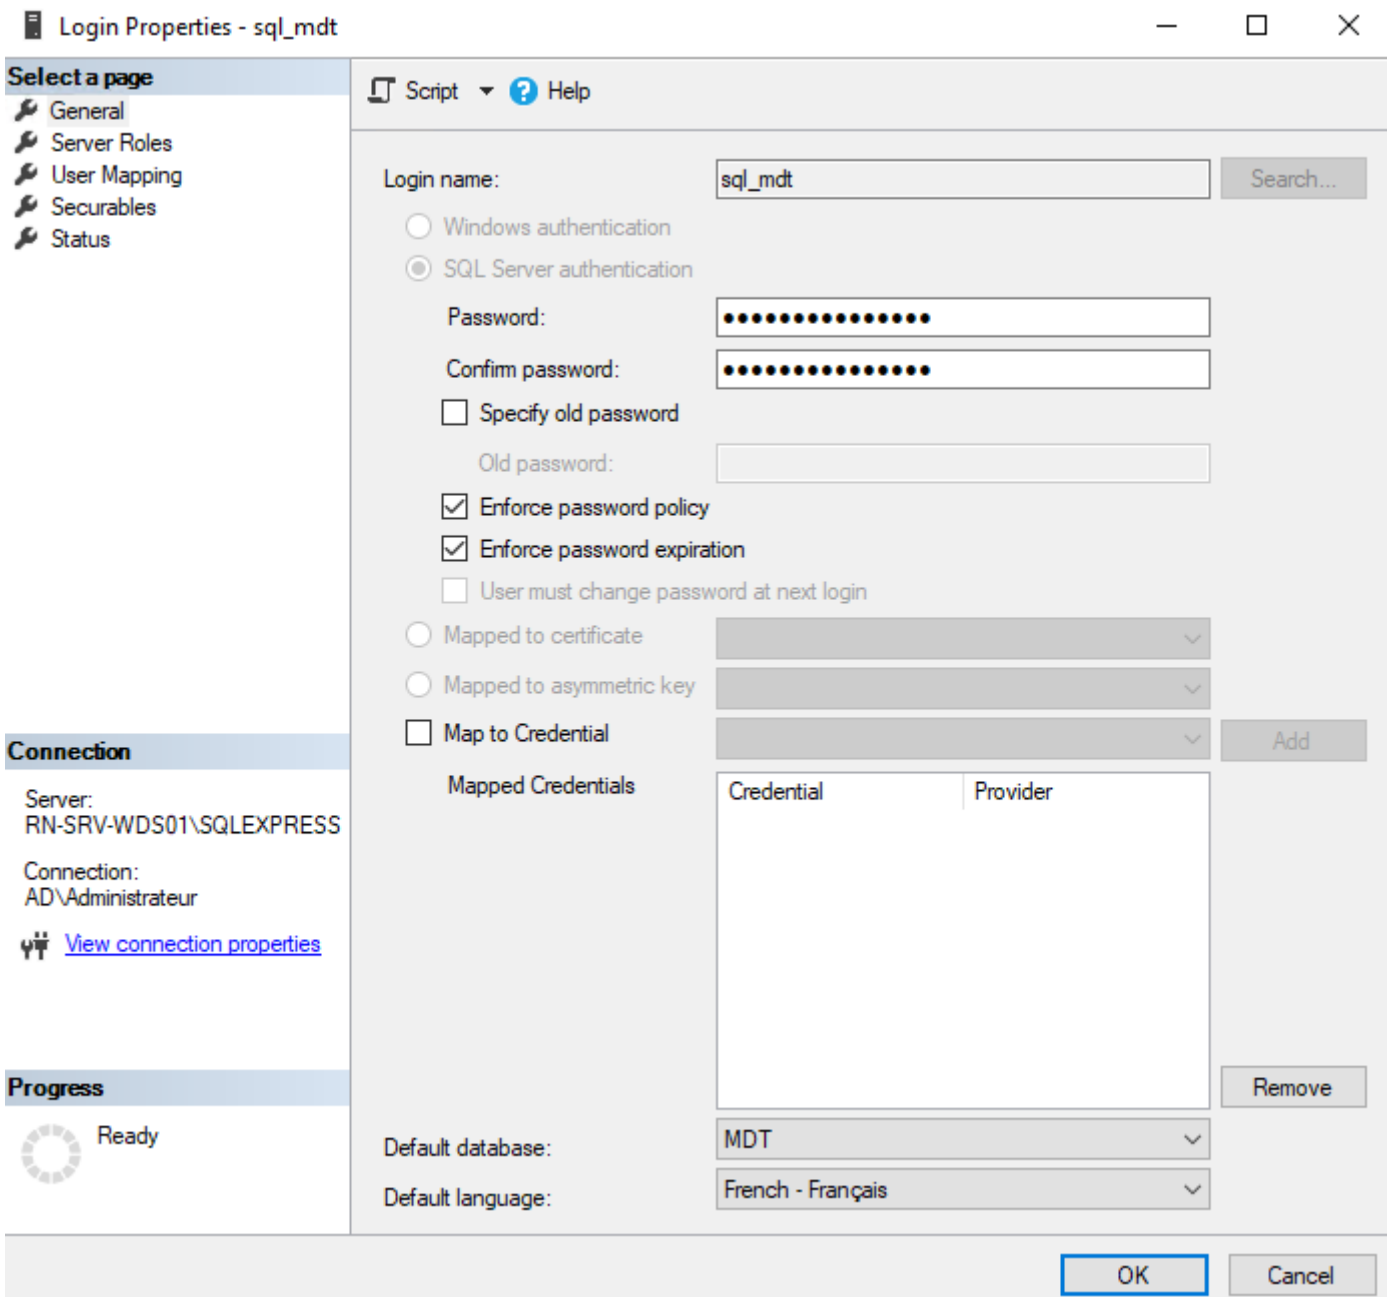 Login Properties - sql_mdt
Select a page
General
Server Roles
User Mapping
Securables
Status
Script
Help
Login name:
sql_mdt
Search...
Windows authentication
SQL Server authentication
Password:
●●●●●●●●●●●●●●●
Confirm password:
●●●●●●●●●●●●●●●
Specify old password
Old password:
Enforce password policy
Enforce password expiration
User must change password at next login
Mapped to certificate
Mapped to asymmetric key
Map to Credential
Add
Mapped Credentials
Credential
Provider
Remove
Default database:
MDT
Default language:
French - Français
Connection
Server:
RN-SRV-WDS01\SQLEXPRESS
Connection:
AD\Administrateur
View connection properties
Progress
Ready
OK
Cancel